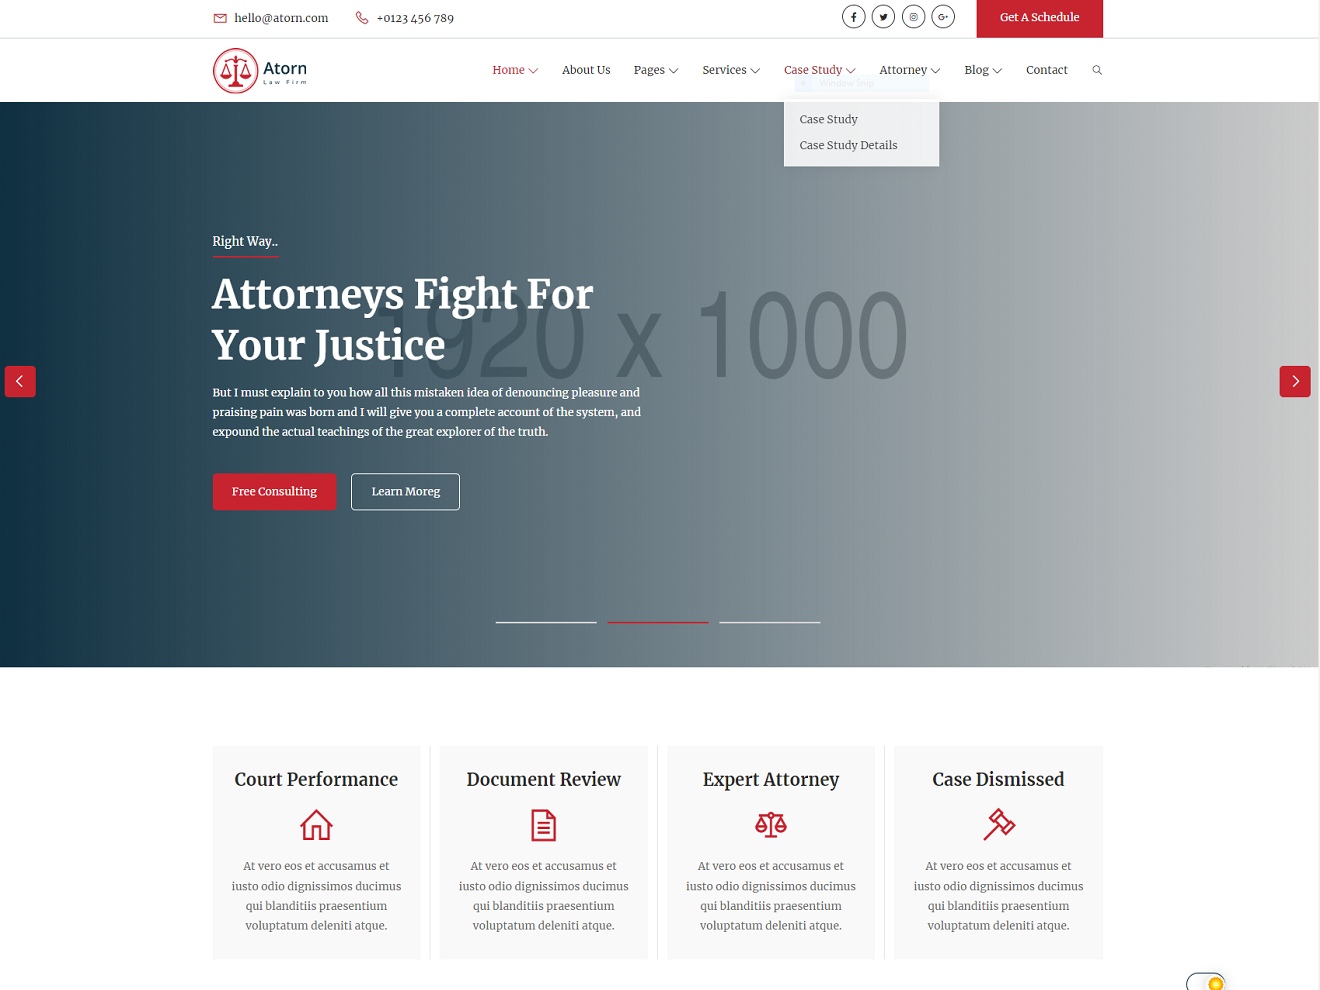 hello@atorn.com
+0123 456 789
G+
Get A Schedule
Atorn
Law Firm
Home
About Us
Pages
Services
Case Study
Attorney
Blog
Contact
Window Snip
Case Study
Case Study Details
Right Way..
Attorneys Fight For
Your Justice
1920 x 1000
But I must explain to you how all this mistaken idea of denouncing pleasure and
praising pain was born and I will give you a complete account of the system, and
expound the actual teachings of the great explorer of the truth.
Free Consulting
Learn Moreg
Court Performance
At vero eos et accusamus et
iusto odio dignissimos ducimus
qui blanditiis praesentium
voluptatum deleniti atque.
Document Review
At vero eos et accusamus et
iusto odio dignissimos ducimus
qui blanditiis praesentium
voluptatum deleniti atque.
Expert Attorney
At vero eos et accusamus et
iusto odio dignissimos ducimus
qui blanditiis praesentium
voluptatum deleniti atque.
Case Dismissed
At vero eos et accusamus et
iusto odio dignissimos ducimus
qui blanditiis praesentium
voluptatum deleniti atque.